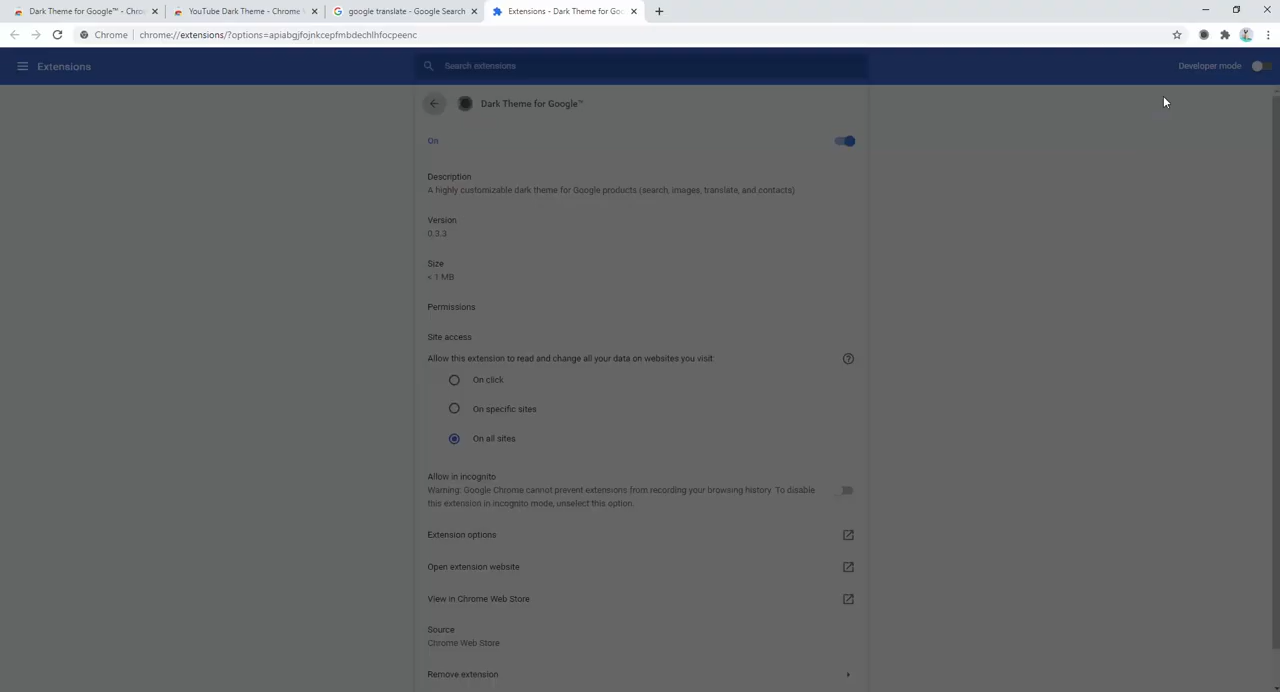 Dark Theme for Google™ - Chro
YouTube Dark Theme - Chrome
google translate - Google Search
Extensions - Dark Theme for Goo
Chrome
chrome://extensions/?options=apiabgjfojnkcepfmbdechlhfocpeenc
Extensions
Search extensions
Developer mode
Dark Theme for Google™
On
Description
A highly customizable dark theme for Google products (search, images, translate, and contacts)
Version
0.3.3
Size
< 1 MB
Permissions
Site access
Allow this extension to read and change all your data on websites you visit
On click
On specific sites
On all sites
Allow in incognito
Warning: Google Chrome cannot prevent extensions from recording your browsing history. To disable
this extension in incognito mode, unselect this option.
Extension options
Open extension website
View in Chrome Web Store
Source
Chrome Web Store
Remove extension